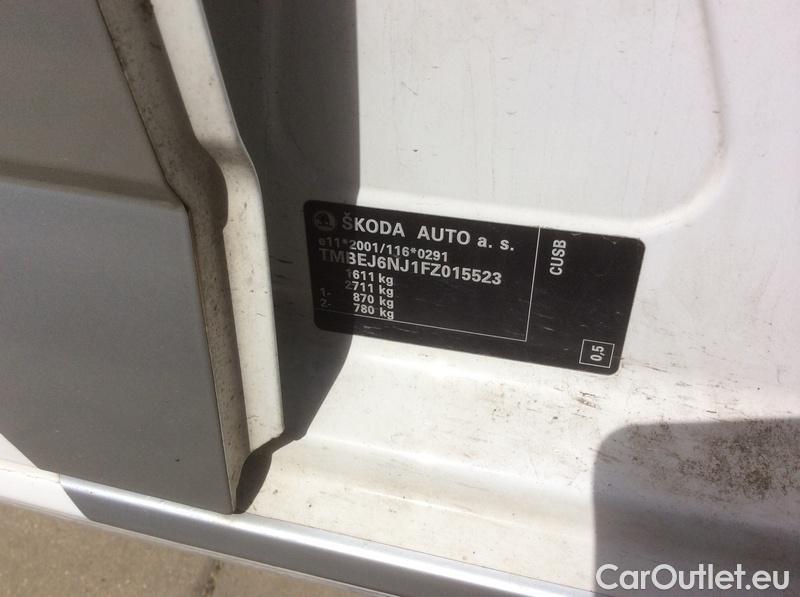 ŠKODA AUTO a. s.
e11*2001/116*0291
TMBEJ6NJ1FZ015523
1611 kg
2711 kg
1- 870 kg
2- 780 kg
CUSB
0,5
CarOutlet.eu